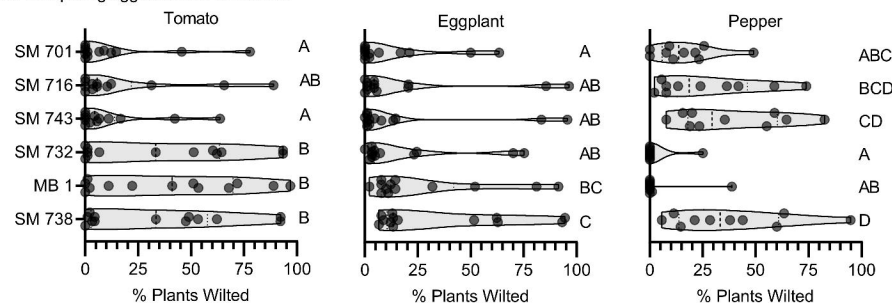 Tomato Eggplant Pepper
SM 701 A A ABC
SM 716 AB AB BCD
SM 743 A AB CD
SM 732 B AB A
MB 1 B BC AB
SM 738 B C D
0 25 50 75 100 0 25 50 75 100 0 25 50 75 100
% Plants Wilted % Plants Wilted % Plants Wilted